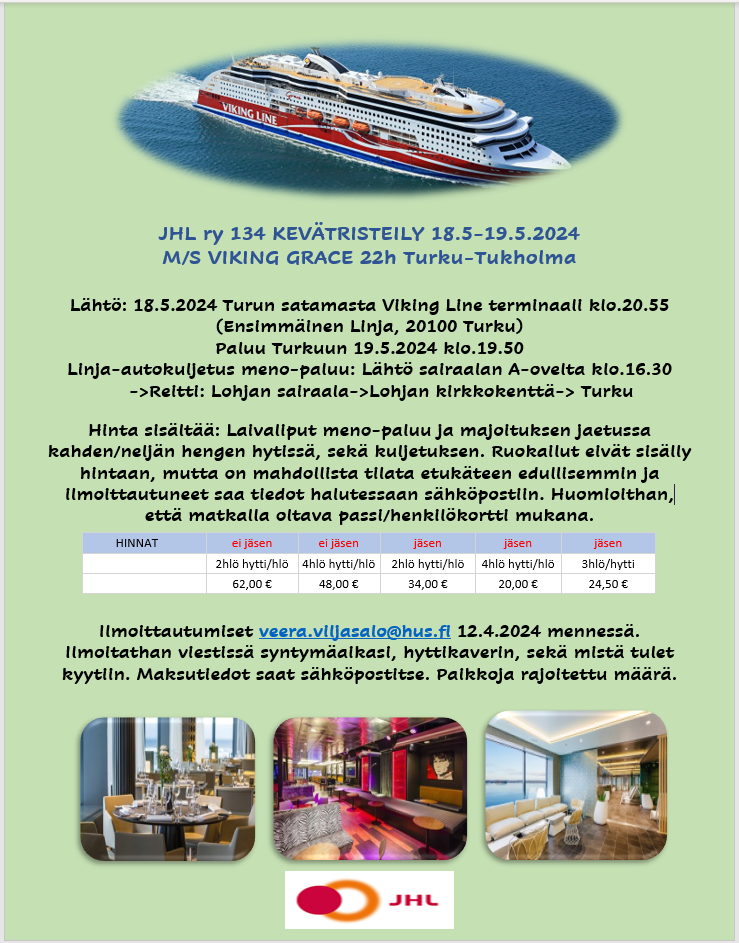 VIKING LINE
JHL ry 134 KEVÄTRISTEILY 18.5-19.5.2024
M/S VIKING GRACE 22h Turku-Tukholma
Lähtö: 18.5.2024 Turun satamasta Viking Line terminaali klo.20.55
(Ensimmäinen Linja, 20100 Turku)
Paluu Turkuun 19.5.2024 klo.19.50
Linja-autokuljetus meno-paluu: Lähtö sairaalan A-ovelta klo.16.30
->Reitti: Lohjan sairaala->Lohjan kirkkokenttä-> Turku
Hinta sisältää: Laivaliput meno-paluu ja majoituksen jaetussa
kahden/neljän hengen hytissä, sekä kuljetuksen. Ruokailut eivät sisälly
hintaan, mutta on mahdollista tilata etukäteen edullisemmin ja
ilmoittautuneet saa tiedot halutessaan sähköpostiin. Huomioithan,
että matkalla oltava passi/henkilökortti mukana.
HINNAT ei jäsen ei jäsen jäsen jäsen jäsen
2hlö hytti/hlö 4hlö hytti/hlö 2hlö hytti/hlö 4hlö hytti/hlö 3hlö/hytti
62,00 € 48,00 € 34,00 € 20,00 € 24,50 €
Ilmoittautumiset veera.viljasalo@hus.fi 12.4.2024 mennessä.
Ilmoitathan viestissä syntymäaikasi, hyttikaverin, sekä mistä tulet
kyytiin. Maksutiedot saat sähköpostitse. Paikkoja rajoitettu määrä.
JHL